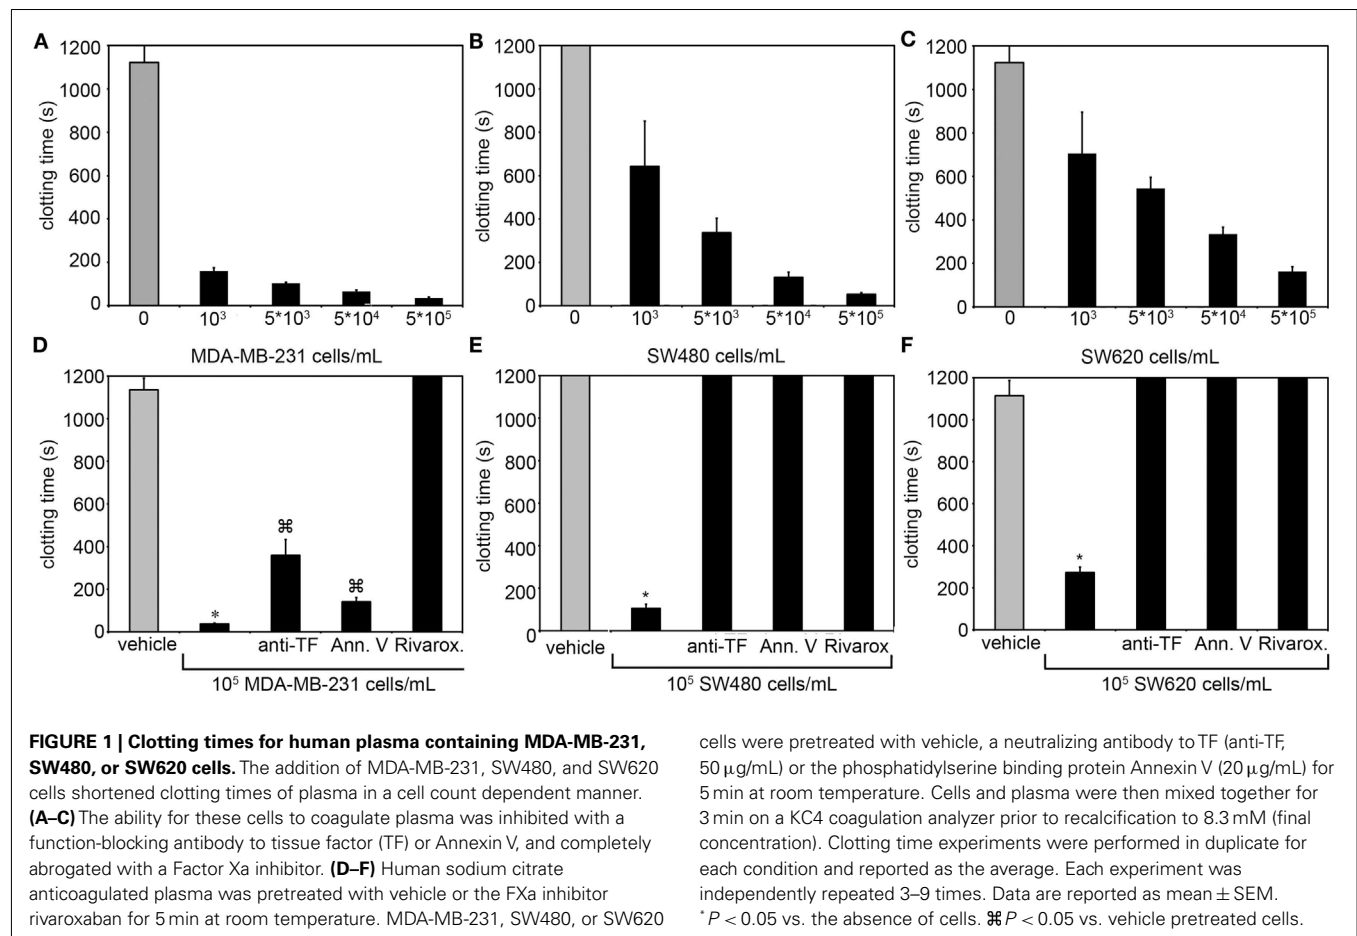 A
1200
1000
800
600
400
200
0
clotting time (s)
0 10³ 5*10³ 5*10⁴ 5*10⁵
MDA-MB-231 cells/mL
B
1200
1000
800
600
400
200
0
clotting time (s)
0 10³ 5*10³ 5*10⁴ 5*10⁵
SW480 cells/mL
C
1200
1000
800
600
400
200
0
clotting time (s)
0 10³ 5*10³ 5*10⁴ 5*10⁵
SW620 cells/mL
D
1200
1000
800
600
400
200
0
clotting time (s)
* ⌘ ⌘
vehicle anti-TF Ann. V Rivarox.
10⁵ MDA-MB-231 cells/mL
E
1200
1000
800
600
400
200
0
clotting time (s)
*
vehicle anti-TF Ann. V Rivarox.
10⁵ SW480 cells/mL
F
1200
1000
800
600
400
200
0
clotting time (s)
*
vehicle anti-TF Ann. V Rivarox.
10⁵ SW620 cells/mL
FIGURE 1 | Clotting times for human plasma containing MDA-MB-231,
SW480, or SW620 cells. The addition of MDA-MB-231, SW480, and SW620
cells shortened clotting times of plasma in a cell count dependent manner.
(A–C) The ability for these cells to coagulate plasma was inhibited with a
function-blocking antibody to tissue factor (TF) or Annexin V, and completely
abrogated with a Factor Xa inhibitor. (D–F) Human sodium citrate
anticoagulated plasma was pretreated with vehicle or the FXa inhibitor
rivaroxaban for 5 min at room temperature. MDA-MB-231, SW480, or SW620
cells were pretreated with vehicle, a neutralizing antibody to TF (anti-TF,
50 μg/mL) or the phosphatidylserine binding protein Annexin V (20 μg/mL) for
5 min at room temperature. Cells and plasma were then mixed together for
3 min on a KC4 coagulation analyzer prior to recalcification to 8.3 mM (final
concentration). Clotting time experiments were performed in duplicate for
each condition and reported as the average. Each experiment was
independently repeated 3–9 times. Data are reported as mean ± SEM.
*P < 0.05 vs. the absence of cells. ⌘P < 0.05 vs. vehicle pretreated cells.